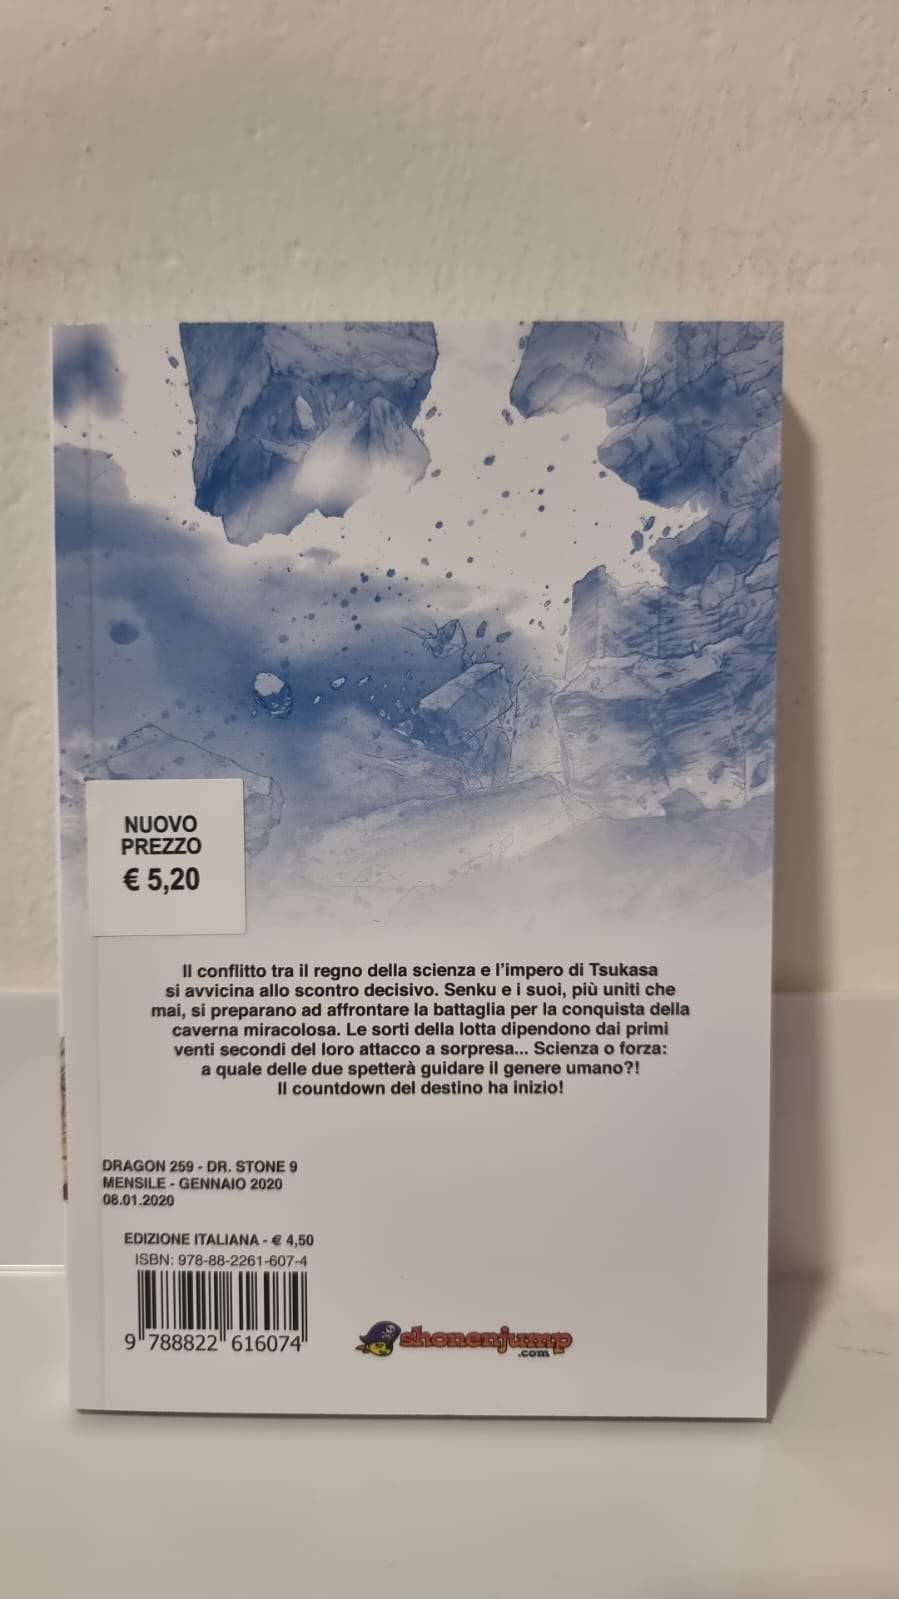 NUOVO
PREZZO
€ 5,20
Il conflitto tra il regno della scienza e l'impero di Tsukasa
si avvicina allo scontro decisivo. Senku e i suoi, più uniti che
mai, si preparano ad affrontare la battaglia per la conquista della
caverna miracolosa. Le sorti della lotta dipendono dai primi
venti secondi del loro attacco a sorpresa... Scienza o forza:
a quale delle due spetterà guidare il genere umano?!
Il countdown del destino ha inizio!
DRAGON 259 - DR. STONE 9
MENSILE - GENNAIO 2020
08.01.2020
EDIZIONE ITALIANA - € 4,50
ISBN: 978-88-2261-607-4
9 788822 616074
shonenjump
.com